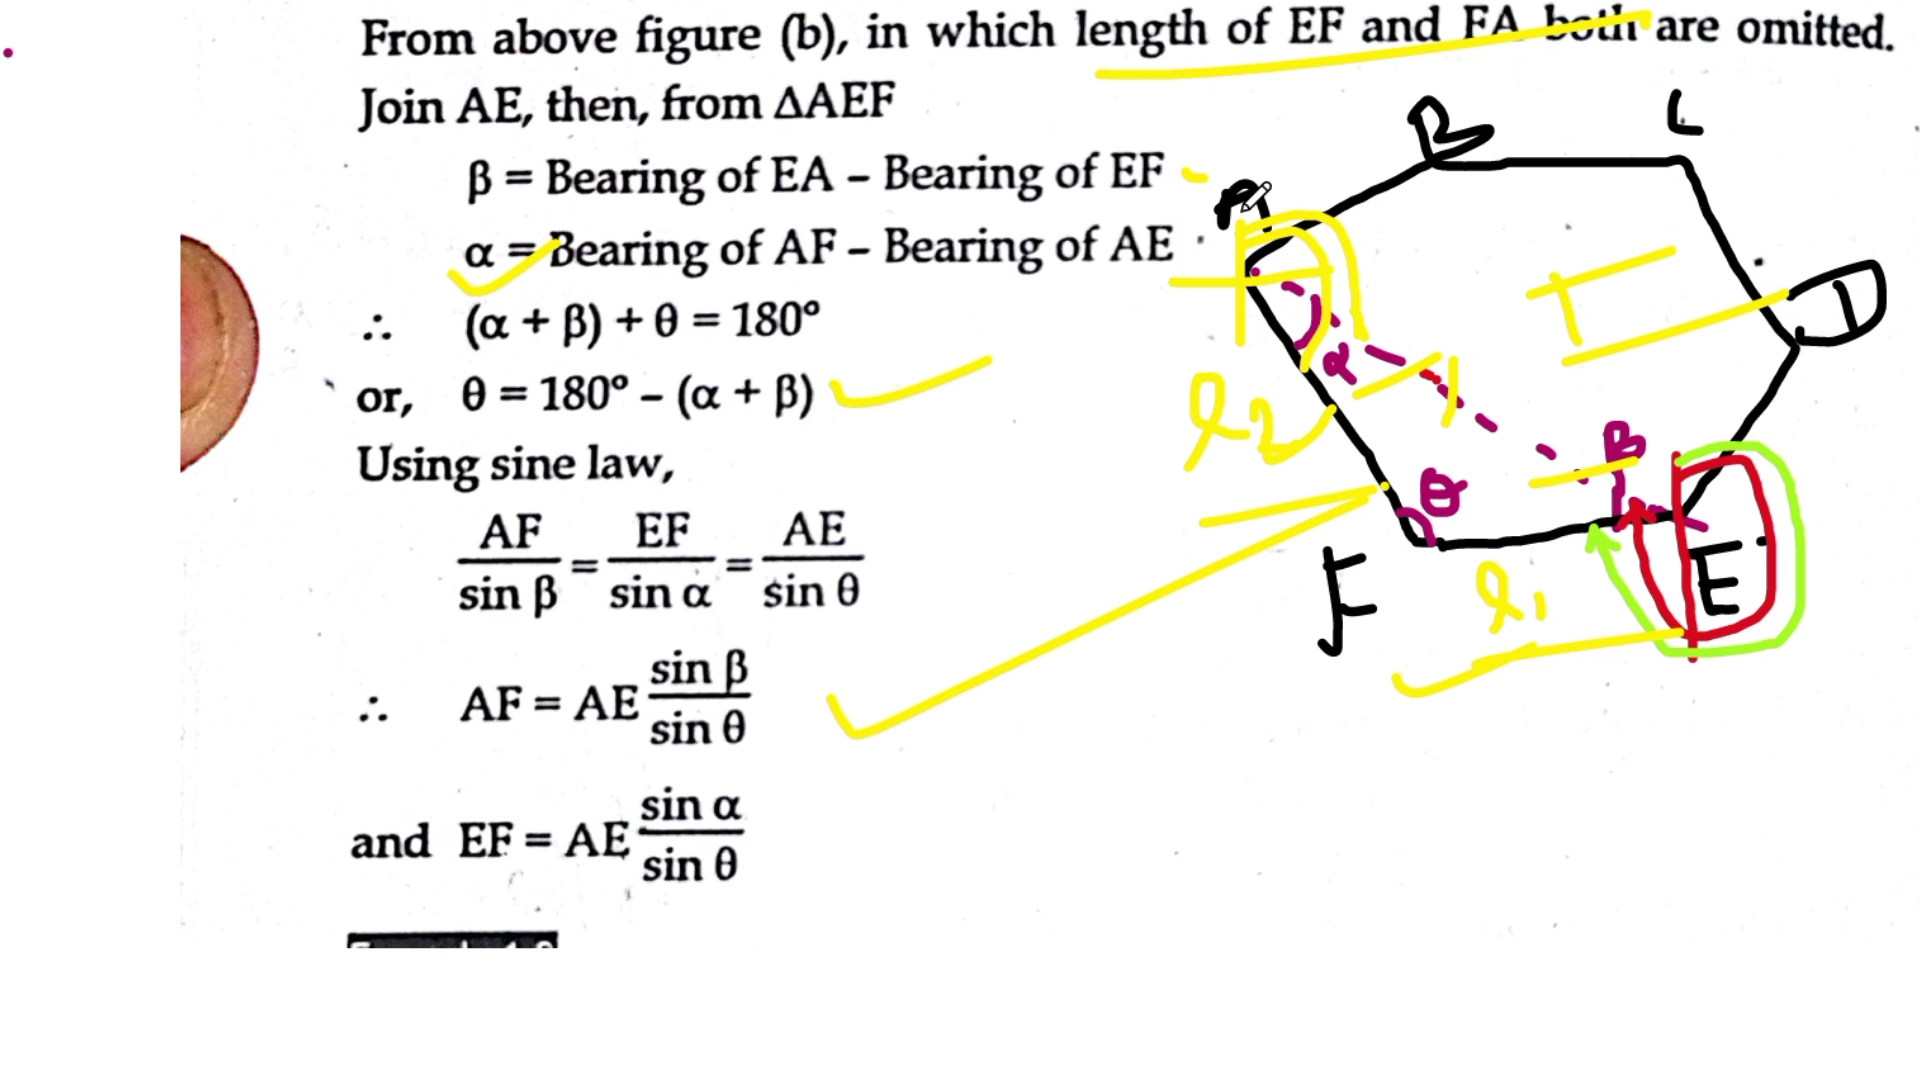 From above figure (b), in which length of EF and FA both are omitted.
Join AE, then, from ΔAEF
β = Bearing of EA – Bearing of EF
α = Bearing of AF – Bearing of AE
∴ (α + β) + θ = 180°
or, θ = 180° – (α + β)
Using sine law,
AF/sin β = EF/sin α = AE/sin θ
∴ AF = AE sin β/sin θ
and EF = AE sin α/sin θ
B
C
A
D
α
l2
β
θ
E
F
l1